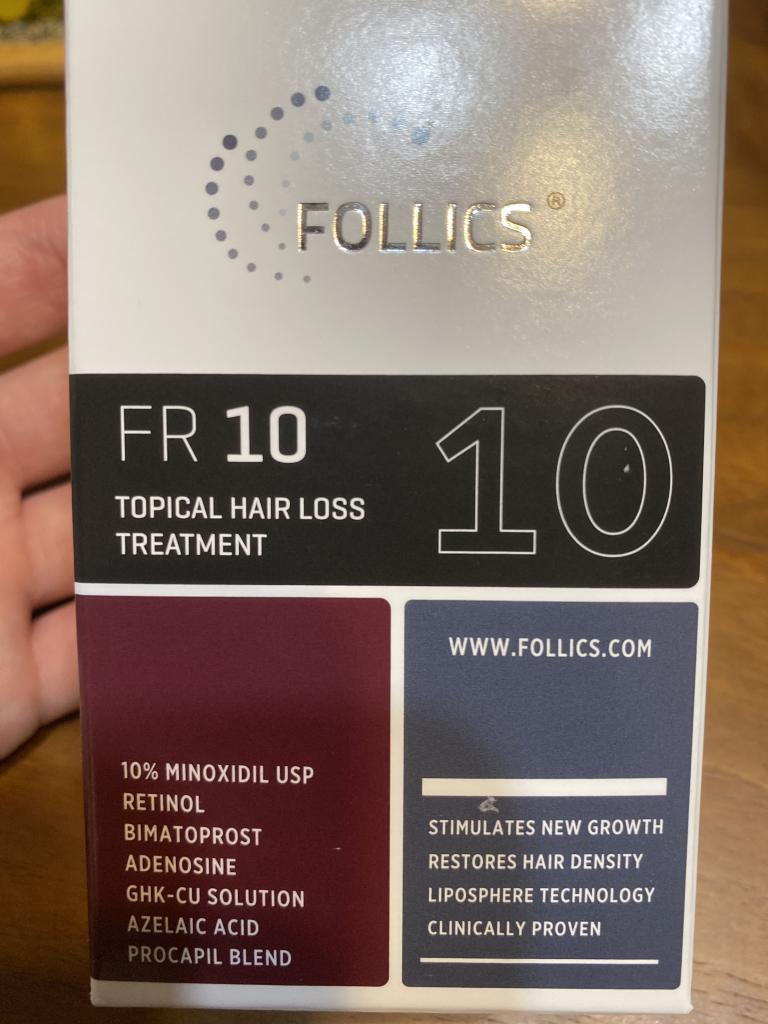 FOLLICS ®
FR 10
10
TOPICAL HAIR LOSS
TREATMENT
10% MINOXIDIL USP
RETINOL
BIMATOPROST
ADENOSINE
GHK-CU SOLUTION
AZELAIC ACID
PROCAPIL BLEND
WWW.FOLLICS.COM
STIMULATES NEW GROWTH
RESTORES HAIR DENSITY
LIPOSPHERE TECHNOLOGY
CLINICALLY PROVEN